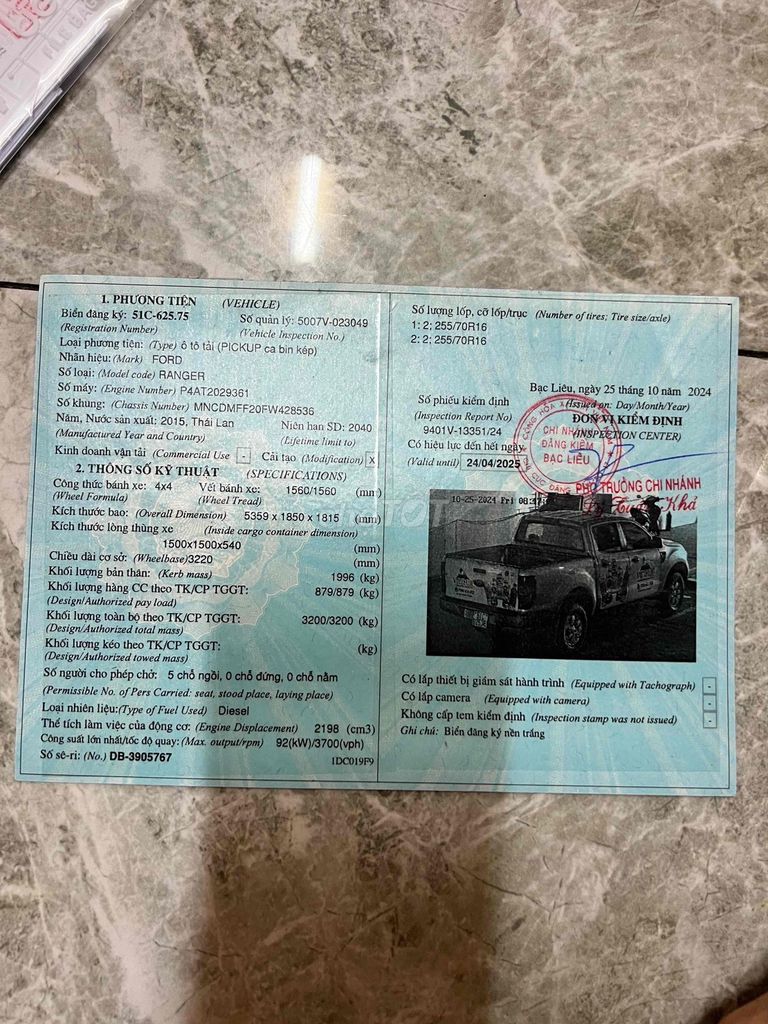 1. PHƯƠNG TIỆN (VEHICLE)
Biển đăng ký: 51C-625.75 Số quản lý: 5007V-023049
(Registration Number) (Vehicle Inspection No.)
Loại phương tiện: (Type) ô tô tải (PICKUP ca bin kép)
Nhãn hiệu: (Mark) FORD
Số loại: (Model code) RANGER
Số máy: (Engine Number) P4AT2029361
Số khung: (Chassis Number) MNCDMFF20FW428536
Năm, Nước sản xuất: 2015, Thái Lan Niên hạn SD: 2040
(Manufactured Year and Country) (Lifetime limit to)
Kinh doanh vận tải (Commercial Use - Cải tạo (Modification) x
2. THÔNG SỐ KỸ THUẬT (SPECIFICATIONS)
Công thức bánh xe: 4x4 Vết bánh xe: 1560/1560 (mm)
(Wheel Formula) (Wheel Tread)
Kích thước bao: (Overall Dimension) 5359 x 1850 x 1815 (mm)
Kích thước lòng thùng xe (Inside cargo container dimension)
1500x1500x540 (mm)
Chiều dài cơ sở: (Wheelbase)3220 (mm)
Khối lượng bản thân: (Kerb mass) 1996 (kg)
Khối lượng hàng CC theo TK/CP TGGT: 879/879 (kg)
(Design/Authorized pay load)
Khối lượng toàn bộ theo TK/CP TGGT: 3200/3200 (kg)
(Design/Authorized total mass)
Khối lượng kéo theo TK/CP TGGT: (kg)
(Design/Authorized towed mass)
Số người cho phép chở: 5 chỗ ngồi, 0 chỗ đứng, 0 chỗ nằm
(Permissible No. of Pers Carried: seat, stood place, laying place)
Loại nhiên liệu:(Type of Fuel Used) Diesel
Thể tích làm việc của động cơ: (Engine Displacement) 2198 (cm3)
Công suất lớn nhất/tốc độ quay:(Max. output/rpm) 92(kW)/3700(vph)
Số sê-ri: (No.) DB-3905767 1DC019F9
Số lượng lốp, cỡ lốp/trục (Number of tires; Tire size/axle)
1: 2; 255/70R16
2: 2; 255/70R16
Bạc Liêu, ngày 25 tháng 10 năm 2024
Số phiếu kiểm định (Issued on: Day/Month/Year)
(Inspection Report No) ĐƠN VỊ KIỂM ĐỊNH
9401V-13351/24 (INSPECTION CENTER)
Có hiệu lực đến hết ngày
(Valid until) 24/04/2025
CHI NHÁNH
ĐĂNG KIỂM
BẠC LIÊU
PHÓ TRƯỞNG CHI NHÁNH
10-25-2024 Fri
Có lắp thiết bị giám sát hành trình (Equipped with Tachograph) -
Có lắp camera (Equipped with camera) -
Không cấp tem kiểm định (Inspection stamp was not issued) -
Ghi chú: Biển đăng ký nền trắng